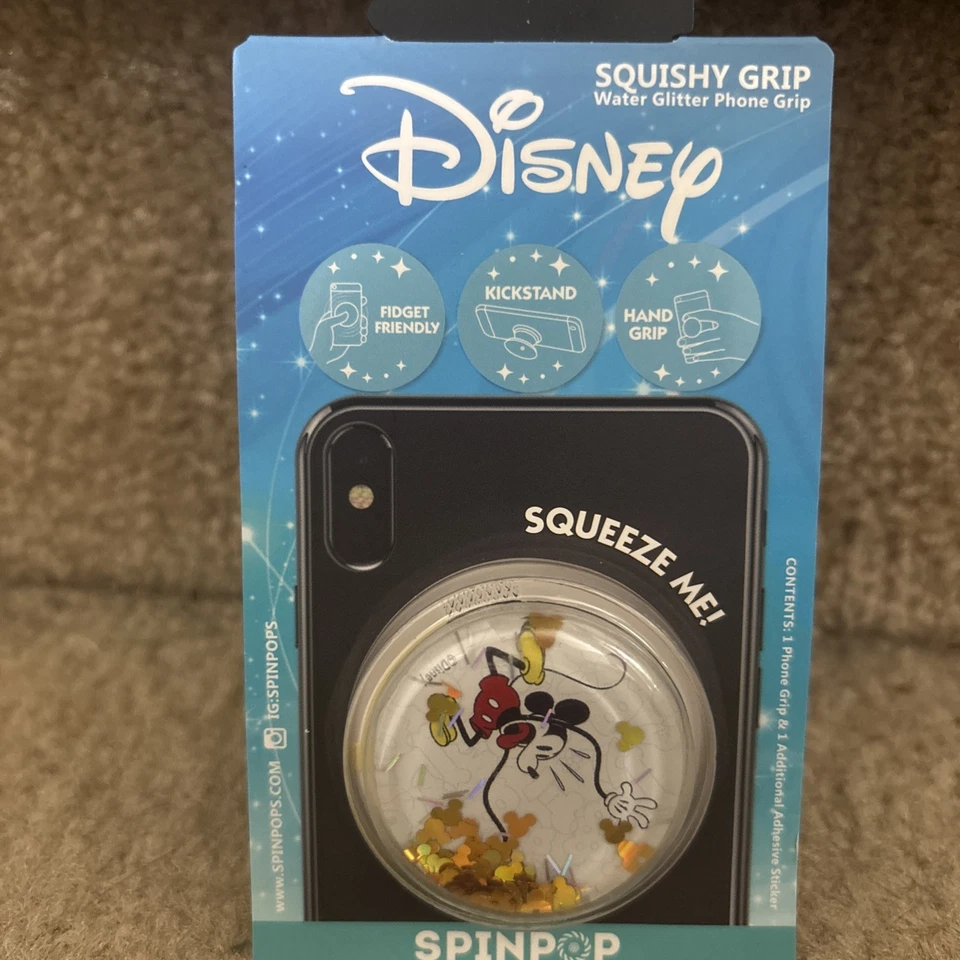 SQUISHY GRIP
Water Glitter Phone Grip
Disney
FIDGET
FRIENDLY
KICKSTAND
HAND
GRIP
SQUEEZE ME!
©Disney
CONTENTS: 1 Phone Grip & 1 Additional Adhesive Sticker
www.SPINPOPS.COM IG:SPINPOPS
SPINPOP